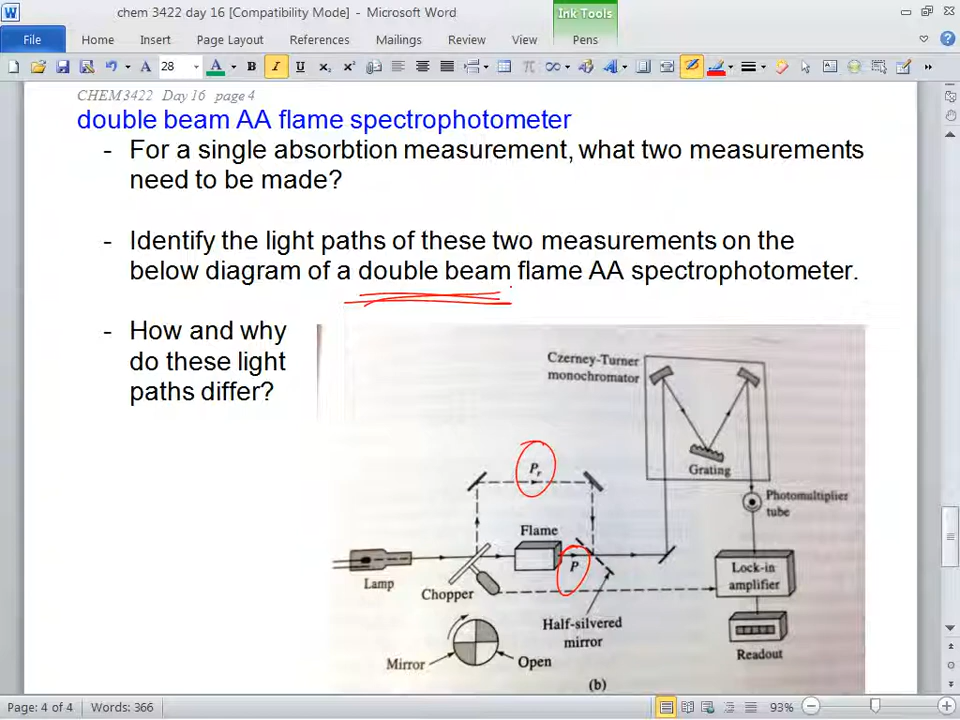 chem 3422 day 16 [Compatibility Mode] - Microsoft Word
Ink Tools
File Home Insert Page Layout References Mailings Review View Pens
28
CHEM3422 Day 16 page 4
double beam AA flame spectrophotometer
- For a single absorbtion measurement, what two measurements
need to be made?
- Identify the light paths of these two measurements on the
below diagram of a double beam flame AA spectrophotometer.
- How and why
do these light
paths differ?
Czerney-Turner
monochromator
Grating
Pr
Photomultiplier
tube
Flame
P
Lamp
Chopper
Lock-in
amplifier
Half-silvered
mirror
Mirror
Open
Readout
(b)
Page: 4 of 4 Words: 366 93%